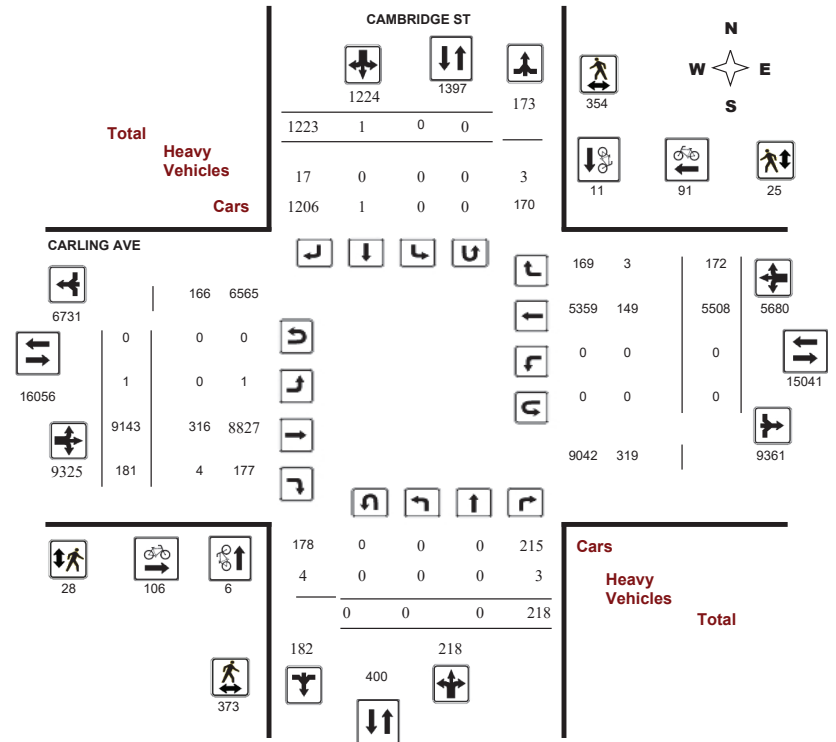 CAMBRIDGE ST
N
W E
S
1224 1397 173 354
Total 1223 1 0 0
Heavy
Vehicles
17 0 0 0 3
11 91 25
Cars 1206 1 0 0 170
CARLING AVE
169 3 172
6731 166 6565
5359 149 5508 5680
0 0 0
0 0 0
16056 1 0 1
15041
0 0 0
9143 316 8827
9042 319 9361
9325 181 4 177
178 0 0 0 215 Cars
28 106 6
4 0 0 0 3 Heavy
Vehicles
0 0 0 218 Total
182 218
400
373